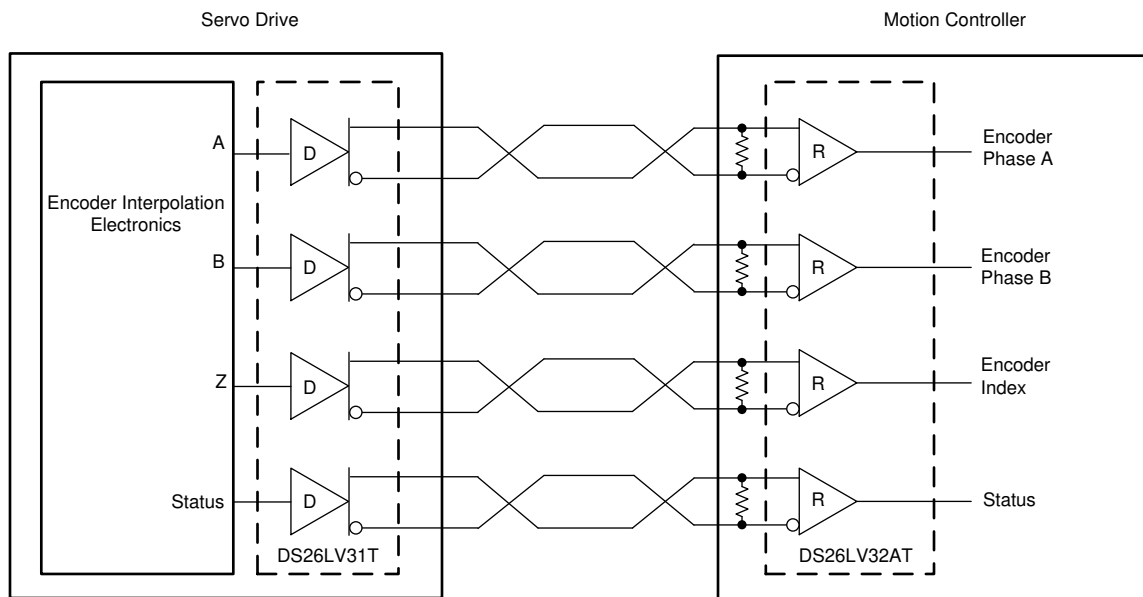 Servo Drive
Motion Controller
A
D
R
Encoder
Phase A
Encoder Interpolation
Electronics
B
D
R
Encoder
Phase B
Z
D
R
Encoder
Index
Status
D
R
Status
DS26LV31T
DS26LV32AT